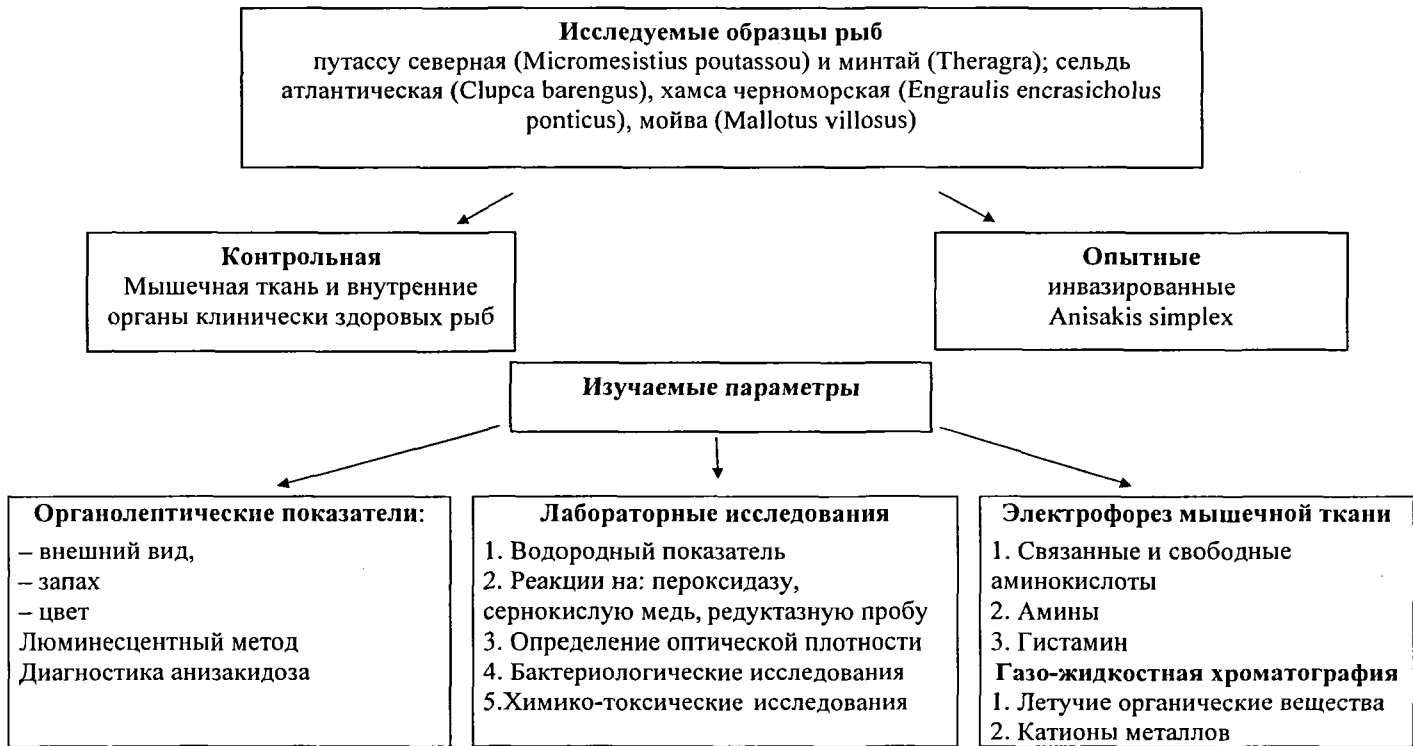 Исследуемые образцы рыб
путассу северная (Micromesistius poutassou) и минтай (Theragra); сельдь
атлантическая (Clupca barengus), хамса черноморская (Engraulis encrasicholus
ponticus), мойва (Mallotus villosus)
Контрольная
Мышечная ткань и внутренние
органы клинически здоровых рыб
Опытные
инвазированные
Anisakis simplex
Изучаемые параметры
Органолептические показатели:
– внешний вид,
– запах
– цвет
Люминесцентный метод
Диагностика анизакидоза
Лабораторные исследования
1. Водородный показатель
2. Реакции на: пероксидазу,
сернокислую медь, редуктазную пробу
3. Определение оптической плотности
4. Бактериологические исследования
5.Химико-токсические исследования
Электрофорез мышечной ткани
1. Связанные и свободные
аминокислоты
2. Амины
3. Гистамин
Газо-жидкостная хроматография
1. Летучие органические вещества
2. Катионы металлов